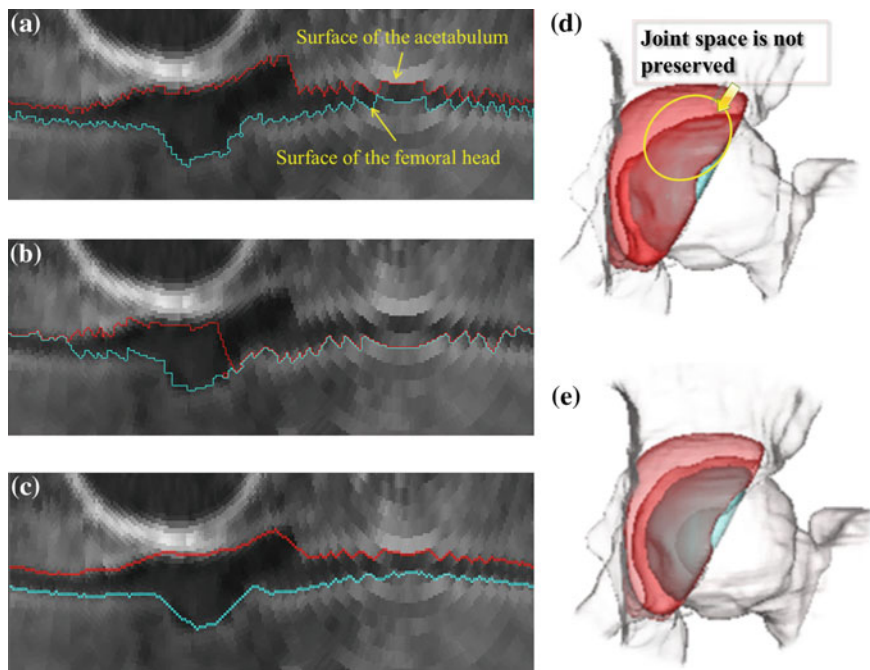 (a)
Surface of the acetabulum
Surface of the femoral head
(b)
(c)
(d)
Joint space is not
preserved
(e)